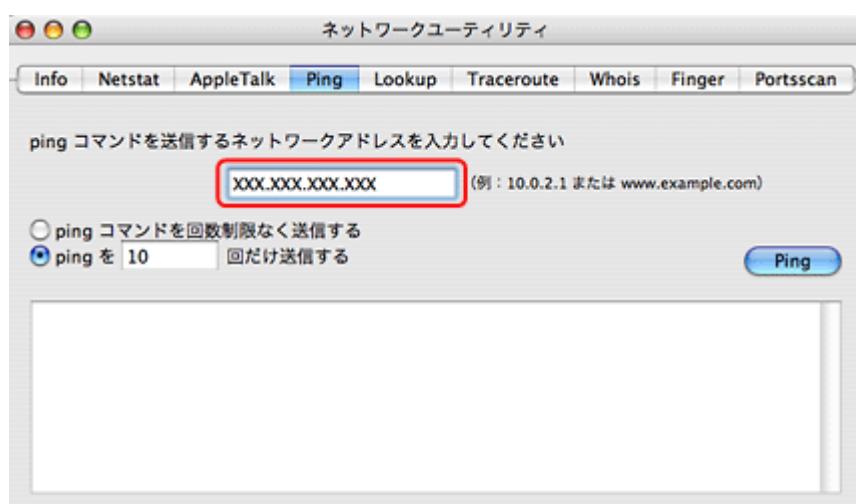 ネットワークユーティリティ
Info Netstat AppleTalk Ping Lookup Traceroute Whois Finger Portsscan
ping コマンドを送信するネットワークアドレスを入力してください
XXX.XXX.XXX.XXX (例：10.0.2.1 または www.example.com)
ping コマンドを回数制限なく送信する
ping を 10 回だけ送信する
Ping